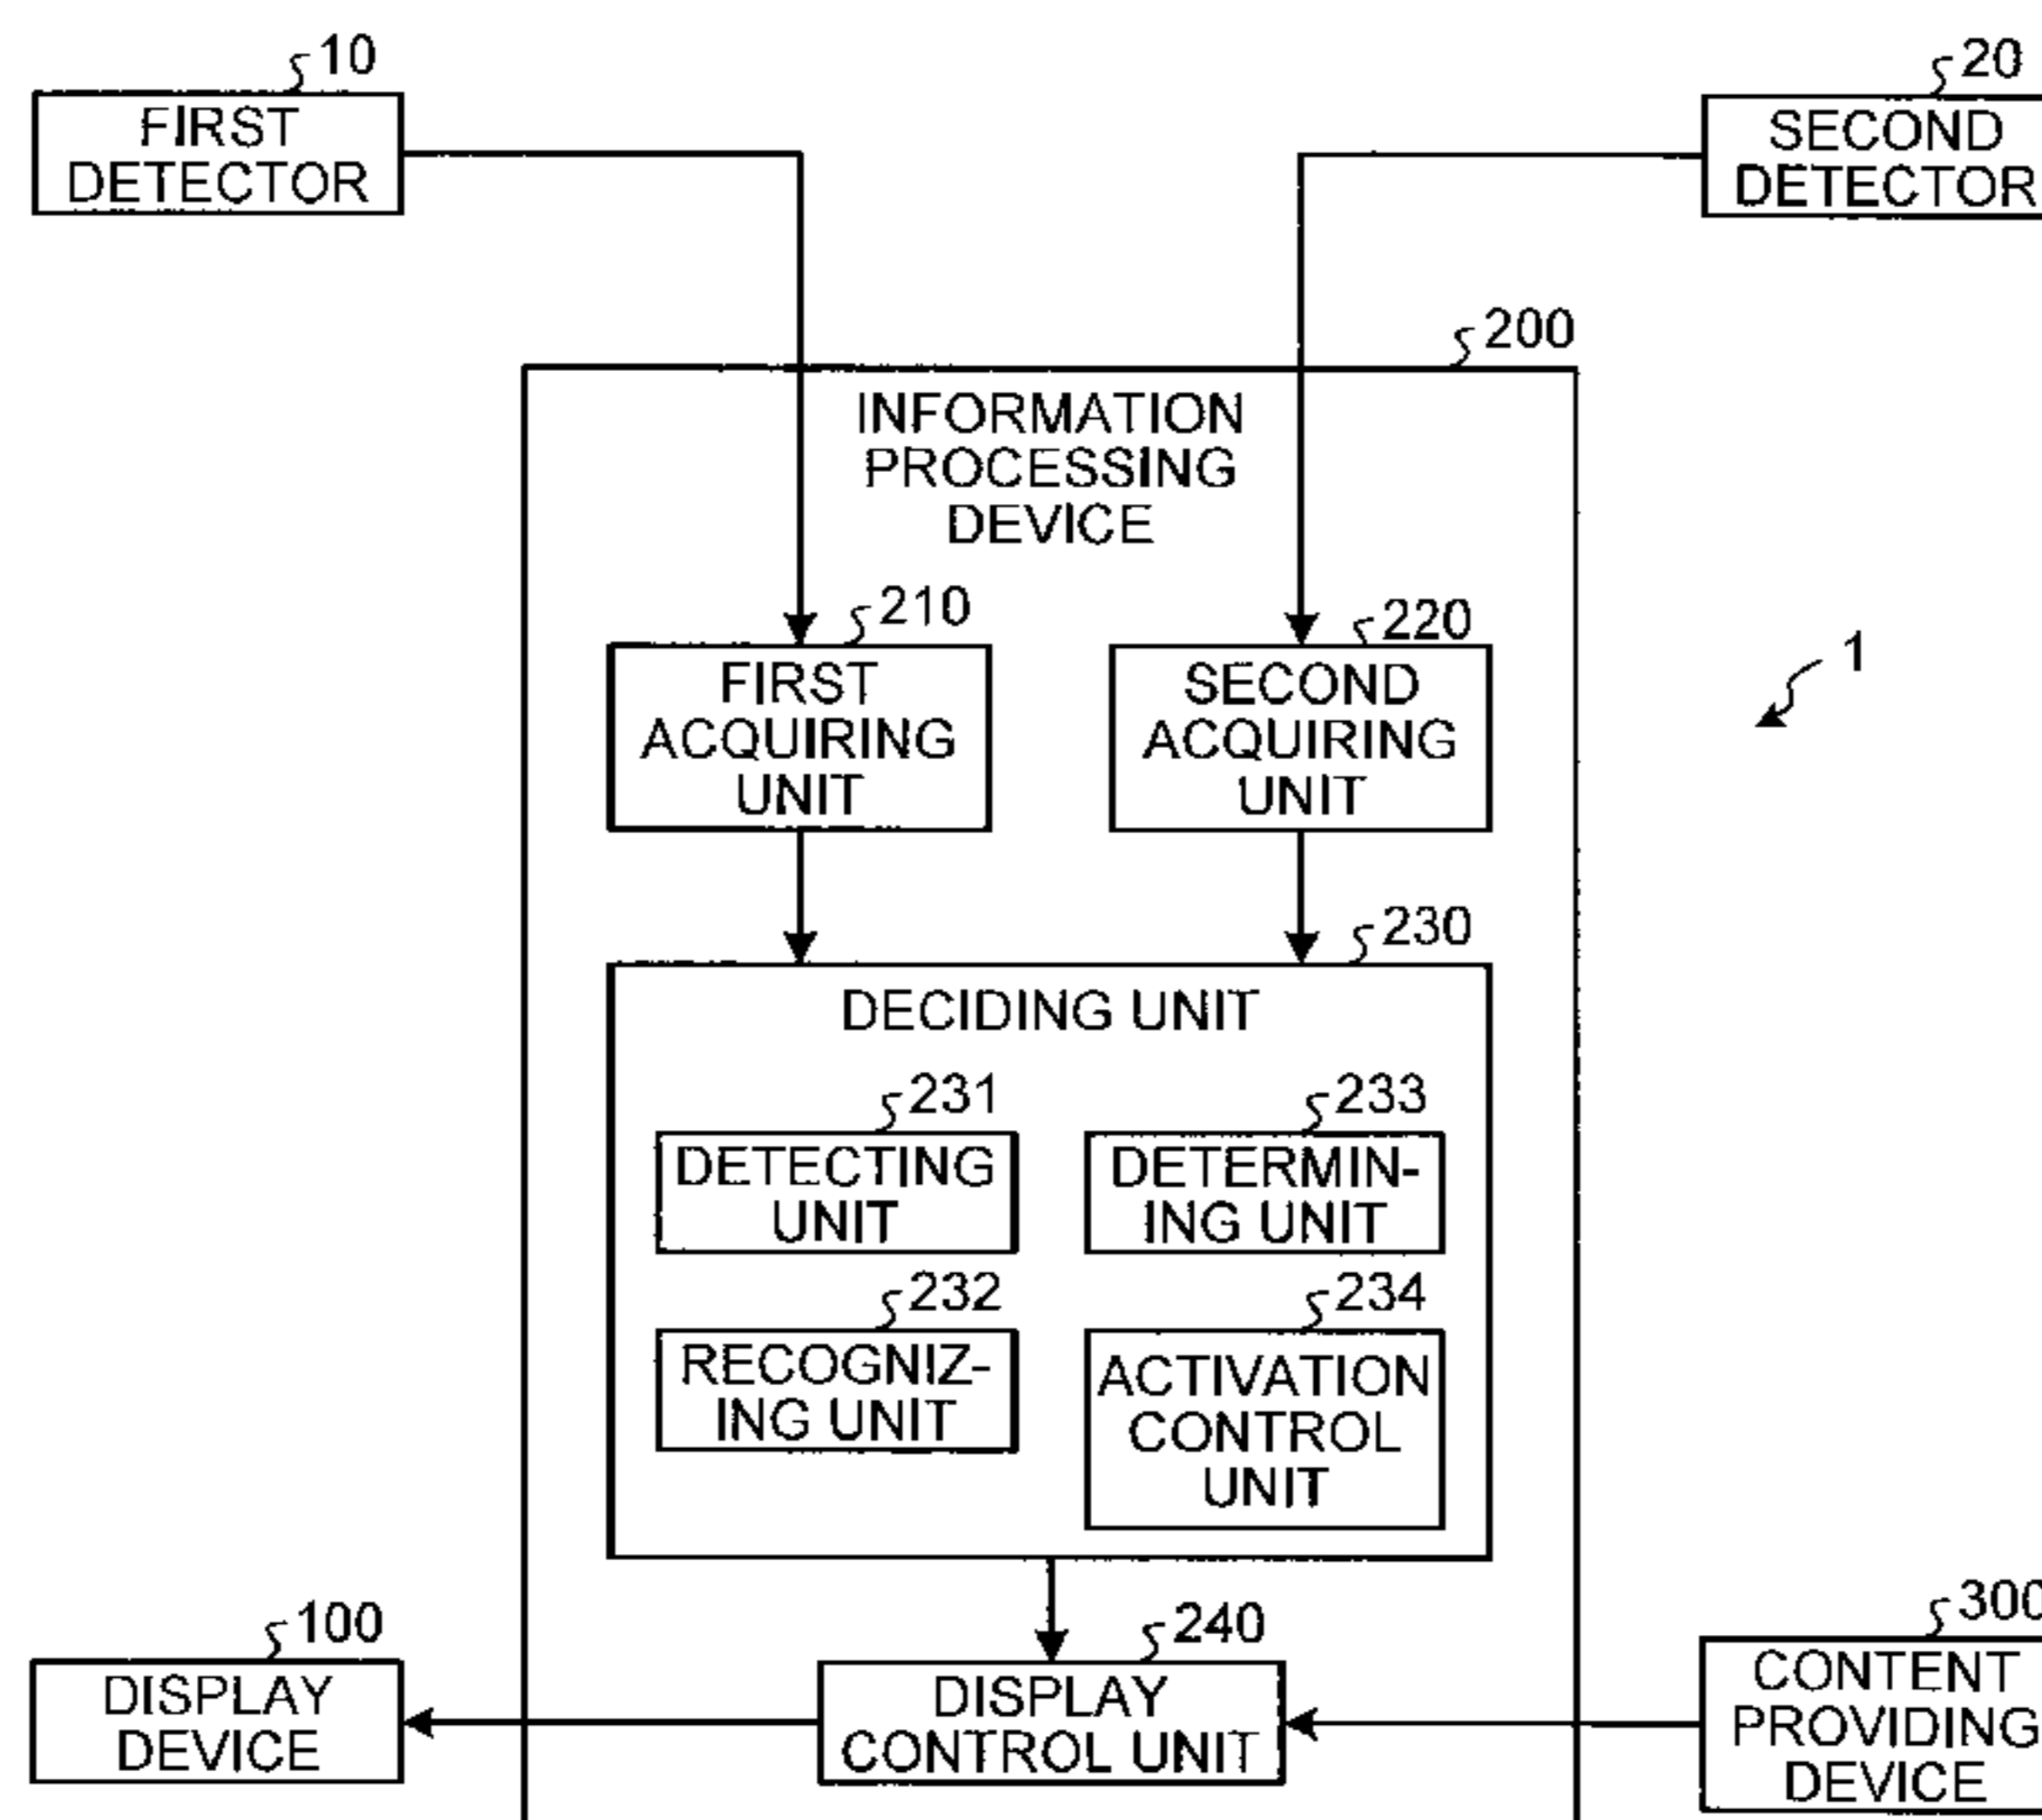 10
FIRST
DETECTOR
20
SECOND
DETECTOR
200
INFORMATION
PROCESSING
DEVICE
210
FIRST
ACQUIRING
UNIT
220
SECOND
ACQUIRING
UNIT
1
230
DECIDING UNIT
231
DETECTING
UNIT
233
DETERMIN-
ING UNIT
232
RECOGNIZ-
ING UNIT
234
ACTIVATION
CONTROL
UNIT
100
DISPLAY
DEVICE
240
DISPLAY
CONTROL UNIT
300
CONTENT
PROVIDING
DEVICE